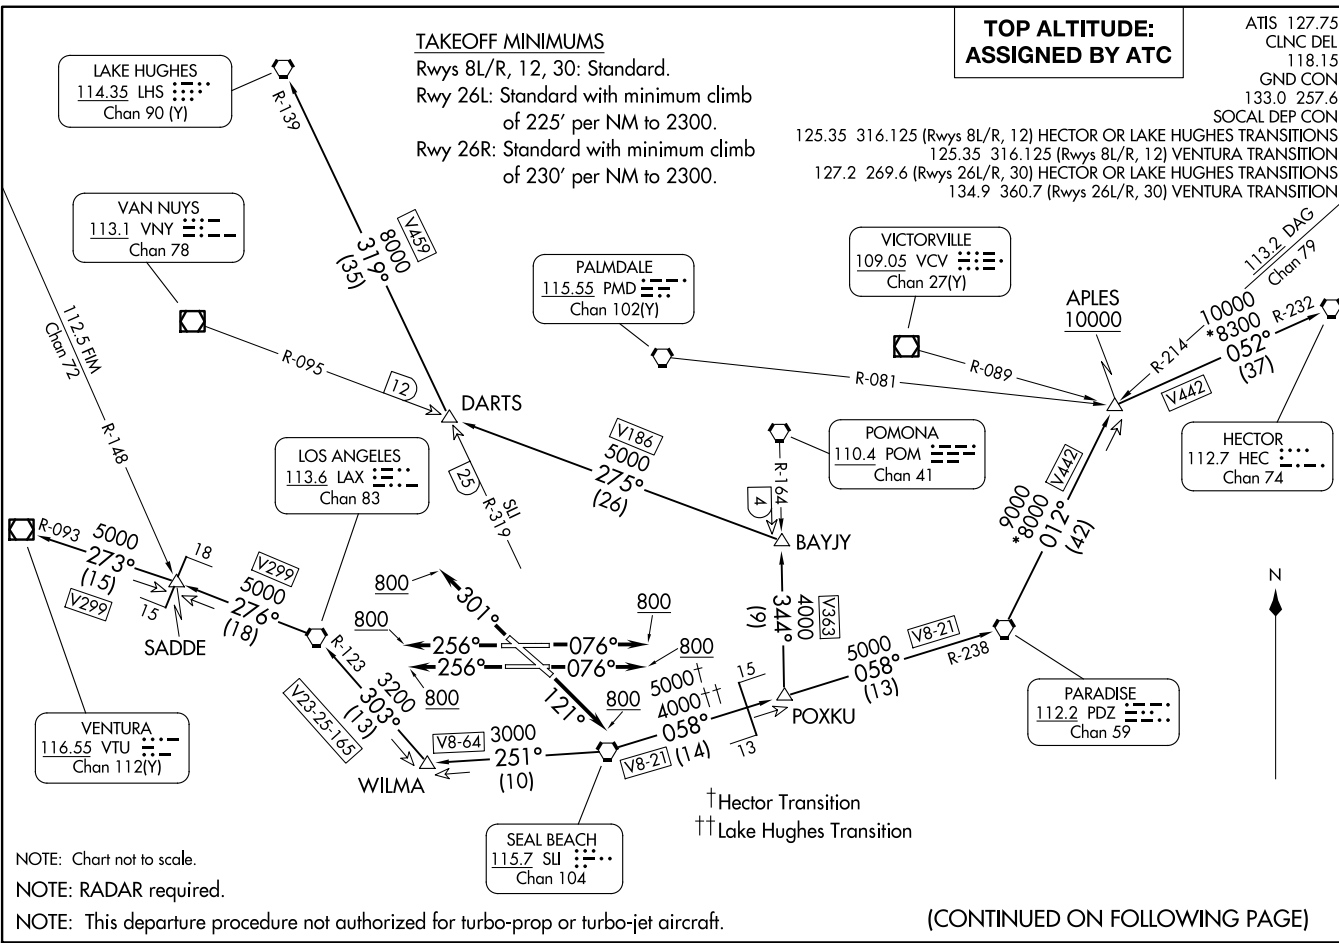 TAKEOFF MINIMUMS
Rwys 8L/R, 12, 30: Standard.
Rwy 26L: Standard with minimum climb
of 225' per NM to 2300.
Rwy 26R: Standard with minimum climb
of 230' per NM to 2300.
TOP ALTITUDE:
ASSIGNED BY ATC
ATIS 127.75
CLNC DEL
118.15
GND CON
133.0 257.6
SOCAL DEP CON
125.35 316.125 (Rwys 8L/R, 12) HECTOR OR LAKE HUGHES TRANSITIONS
125.35 316.125 (Rwys 8L/R, 12) VENTURA TRANSITION
127.2 269.6 (Rwys 26L/R, 30) HECTOR OR LAKE HUGHES TRANSITIONS
134.9 360.7 (Rwys 26L/R, 30) VENTURA TRANSITION
LAKE HUGHES
114.35 LHS
Chan 90 (Y)
R-139
V459
8000
319°
(35)
VAN NUYS
113.1 VNY
Chan 78
R-095
12
DARTS
25
SLI
R-319
112.5 FIM
Chan 72
R-148
PALMDALE
115.55 PMD
Chan 102(Y)
R-081
VICTORVILLE
109.05 VCV
Chan 27(Y)
R-089
APLES
10000
113.2 DAG
Chan 79
R-214
10000
*8300
052°
(37)
R-232
V442
HECTOR
112.7 HEC
Chan 74
LOS ANGELES
113.6 LAX
Chan 83
V186
5000
275°
(26)
POMONA
110.4 POM
Chan 41
R-164
4
BAYJY
V442
9000
*8000
012°
(42)
R-093
5000
273°
(15)
V299
18
15
SADDE
V299
5000
276°
(18)
R-123
3200
303°
(13)
V23-25-165
VENTURA
116.55 VTU
Chan 112(Y)
WILMA
V8-64
3000
251°
(10)
800
301°
800
256°
076°
800
256°
076°
800
800
121°
800
5000†
4000††
058°
(14)
V8-21
15
13
POXKU
4000
344°
(9)
V363
5000
V8-21
058°
(13)
R-238
PARADISE
112.2 PDZ
Chan 59
N
SEAL BEACH
115.7 SLI
Chan 104
†Hector Transition
††Lake Hughes Transition
NOTE: Chart not to scale.
NOTE: RADAR required.
NOTE: This departure procedure not authorized for turbo-prop or turbo-jet aircraft.
(CONTINUED ON FOLLOWING PAGE)